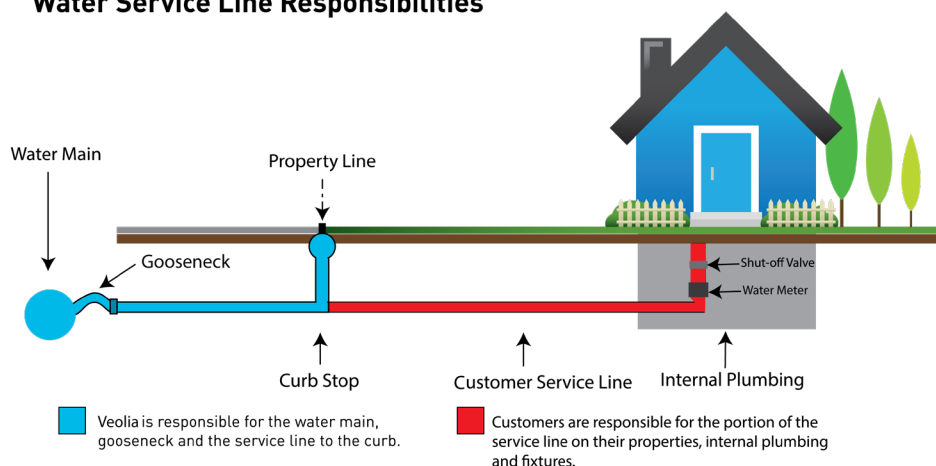 Water Service Line Responsibilities
Water Main
Property Line
Gooseneck
Shut-off Valve
Water Meter
Curb Stop
Customer Service Line
Internal Plumbing
Veolia is responsible for the water main,
gooseneck and the service line to the curb.
Customers are responsible for the portion of the
service line on their properties, internal plumbing
and fixtures.